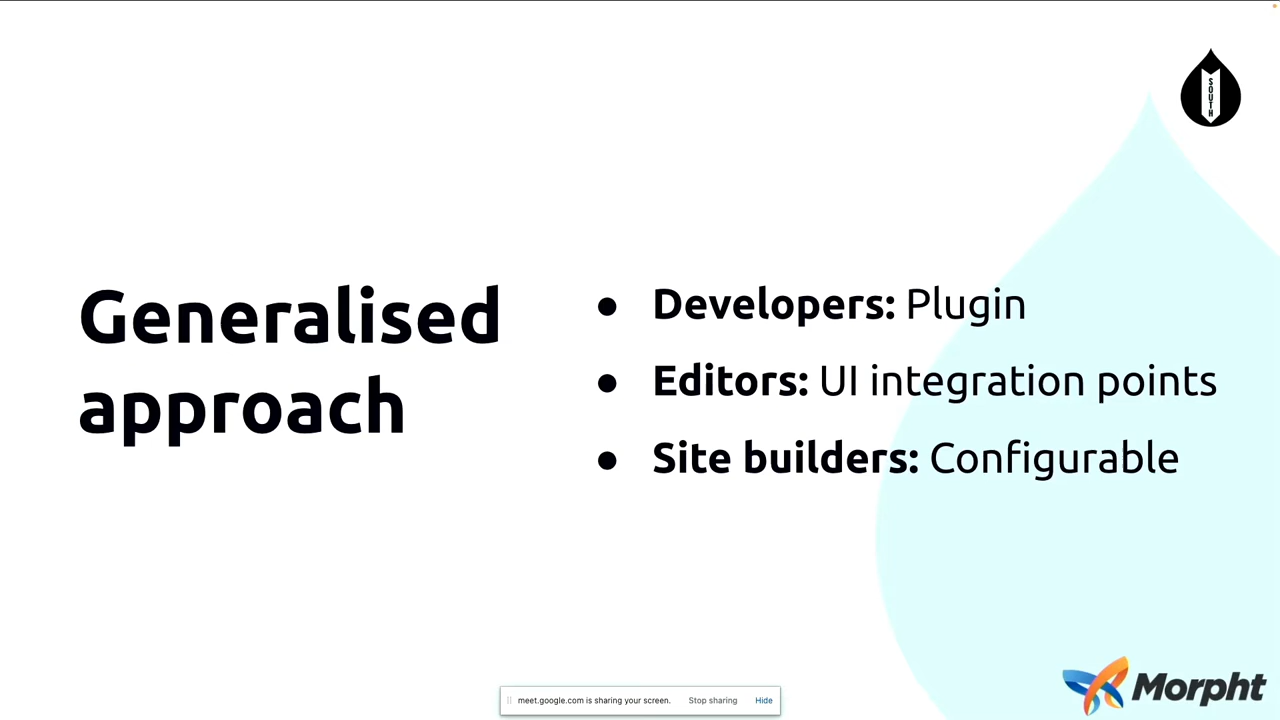 SOUTH
Generalised
approach
● Developers: Plugin
● Editors: UI integration points
● Site builders: Configurable
Morpht
meet.google.com is sharing your screen. Stop sharing Hide